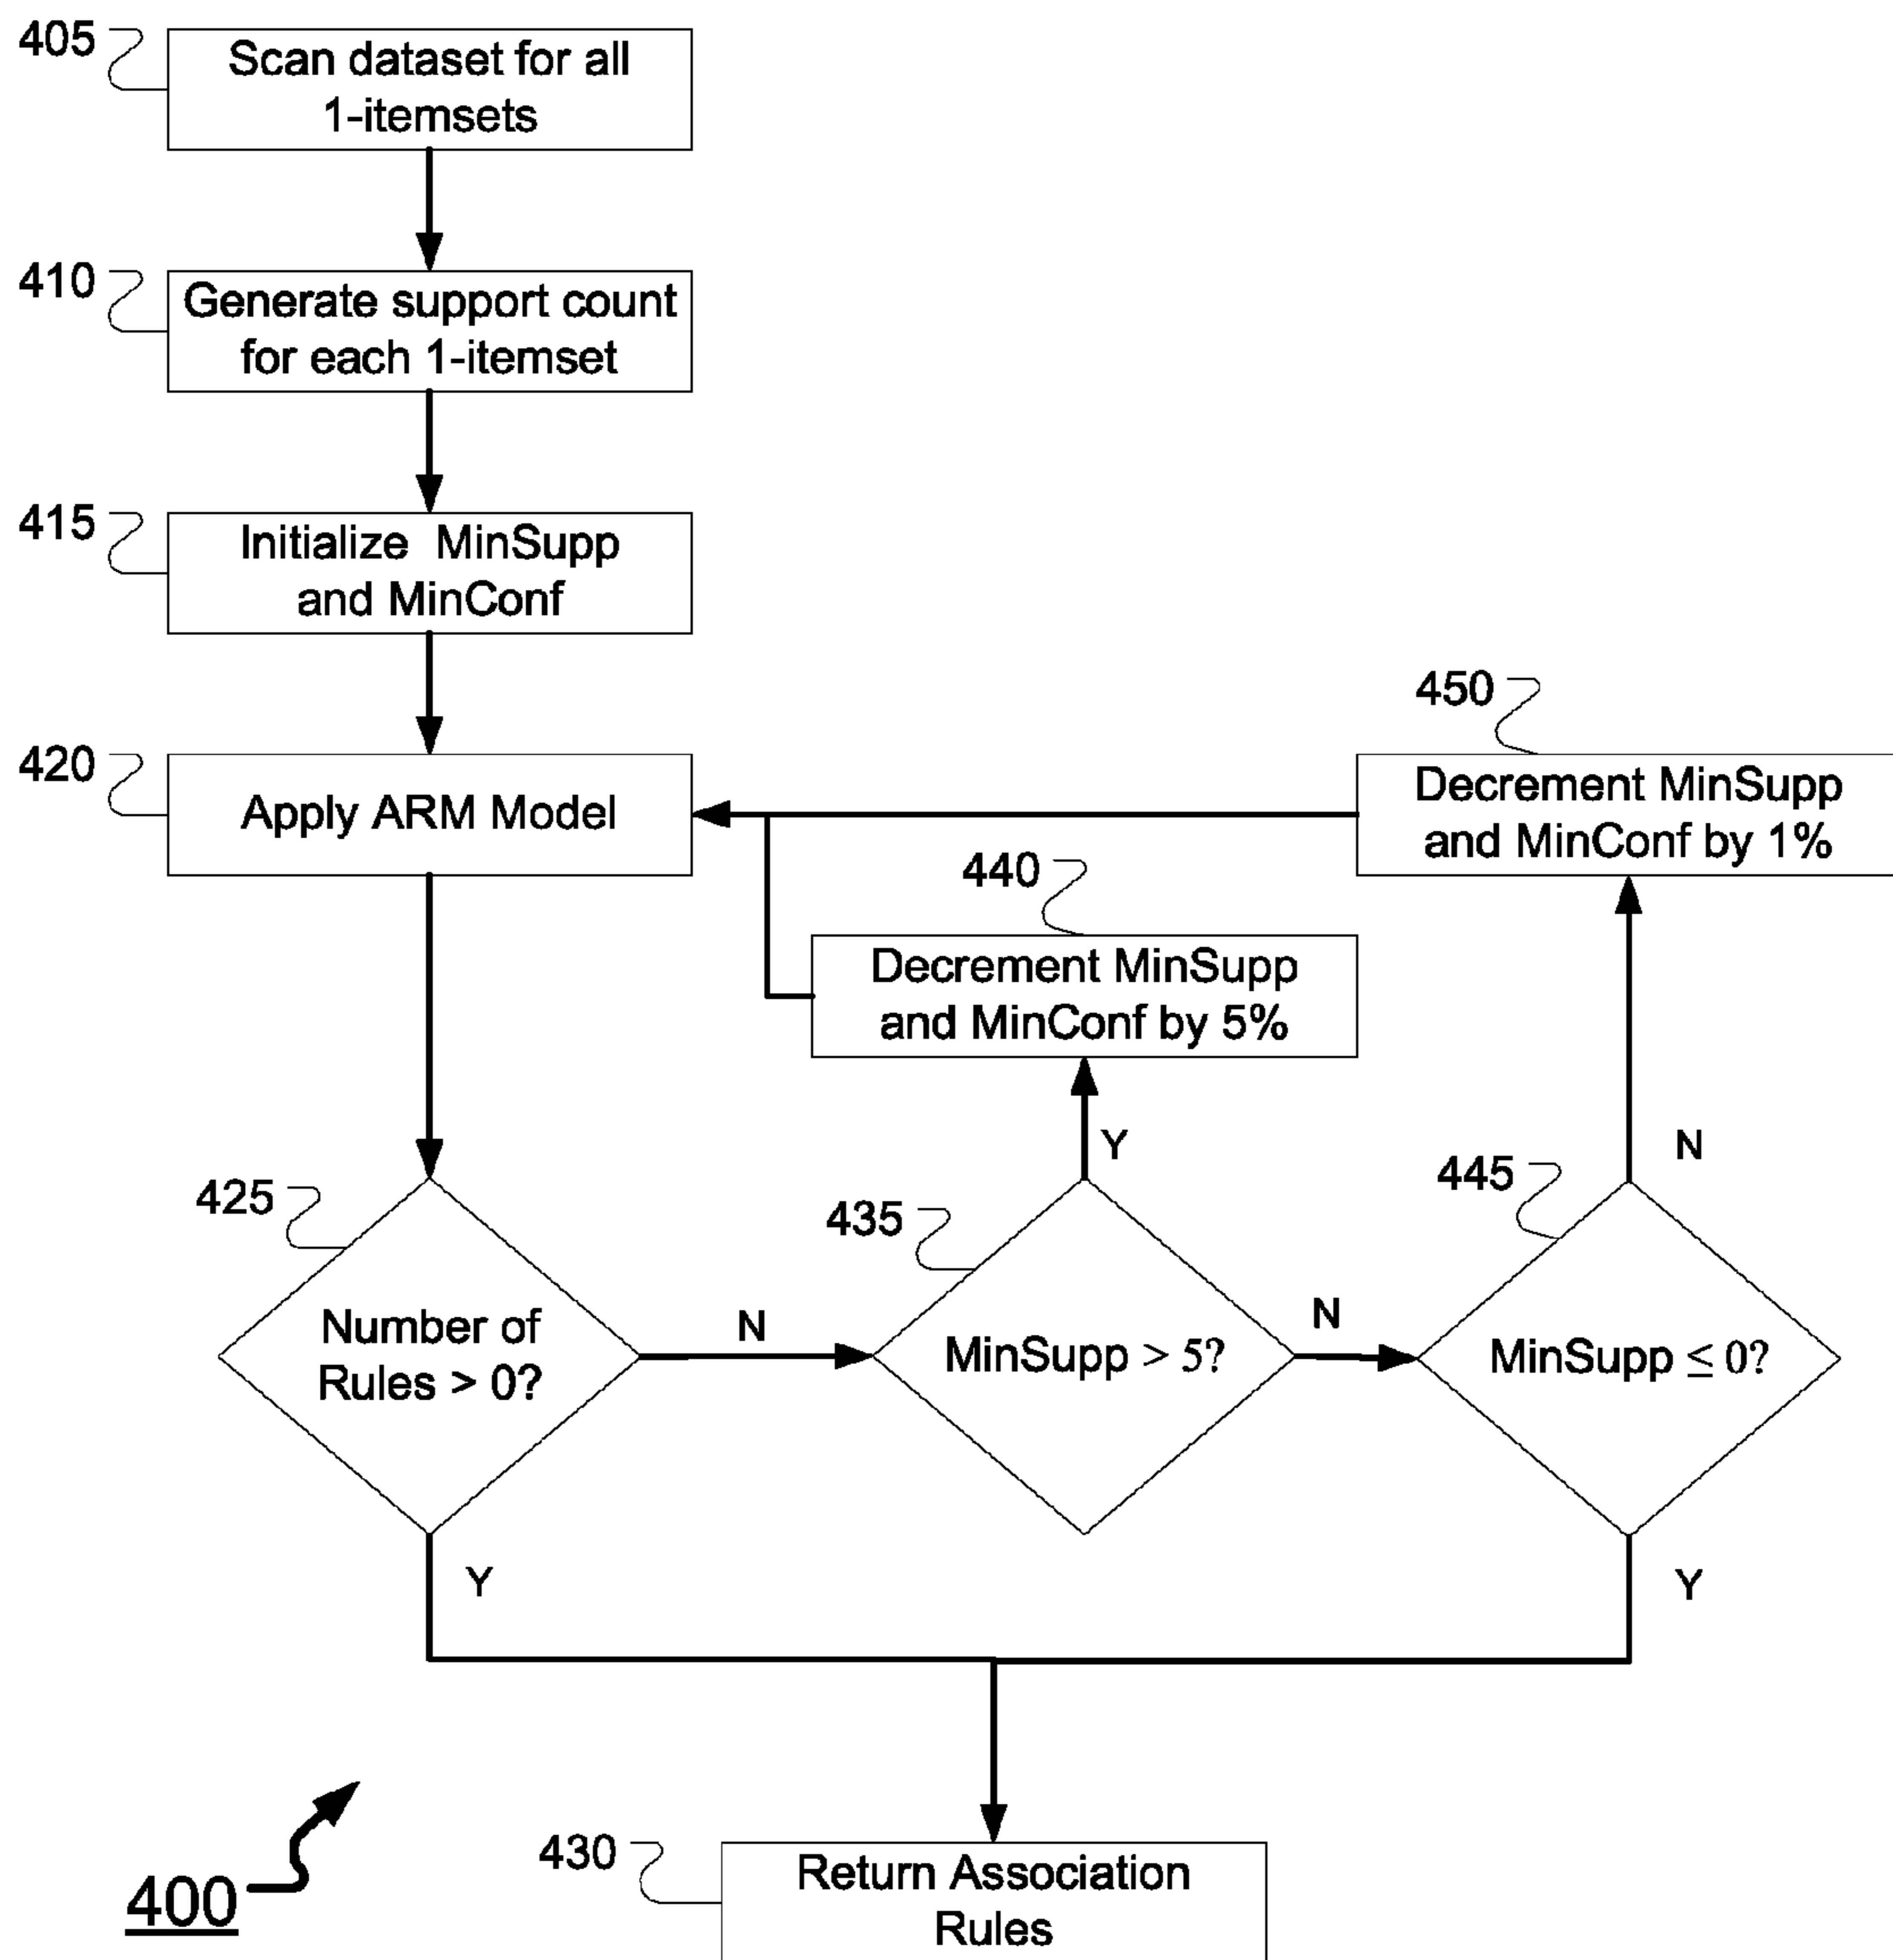 405
Scan dataset for all
1-itemsets
410
Generate support count
for each 1-itemset
415
Initialize MinSupp
and MinConf
420
Apply ARM Model
450
Decrement MinSupp
and MinConf by 1%
440
Decrement MinSupp
and MinConf by 5%
425
Number of
Rules > 0?
N
Y
435
MinSupp > 5?
Y
N
445
MinSupp ≤ 0?
N
Y
430
Return Association
Rules
400